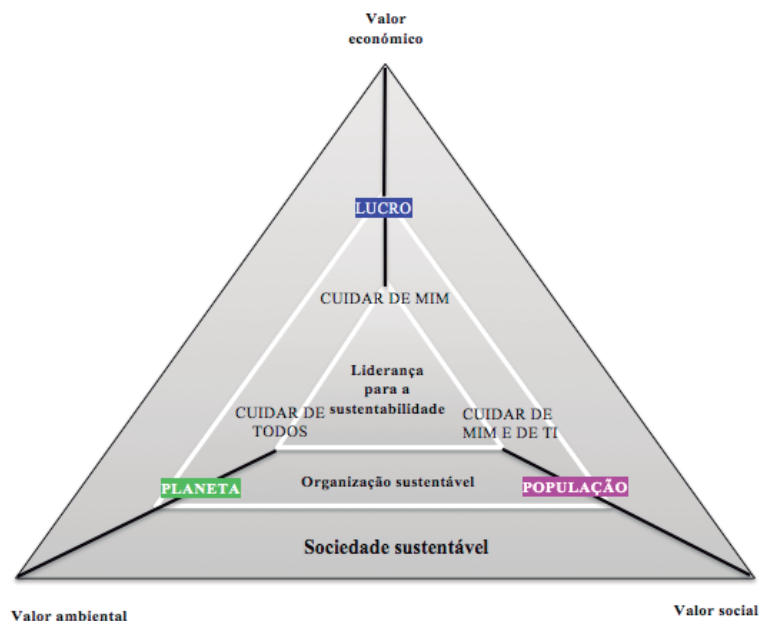 Valor
económico
LUCRO
CUIDAR DE MIM
Liderança
para a
sustentabilidade
CUIDAR DE
TODOS
CUIDAR DE
MIM E DE TI
PLANETA
Organização sustentável
POPULAÇÃO
Sociedade sustentável
Valor ambiental
Valor social